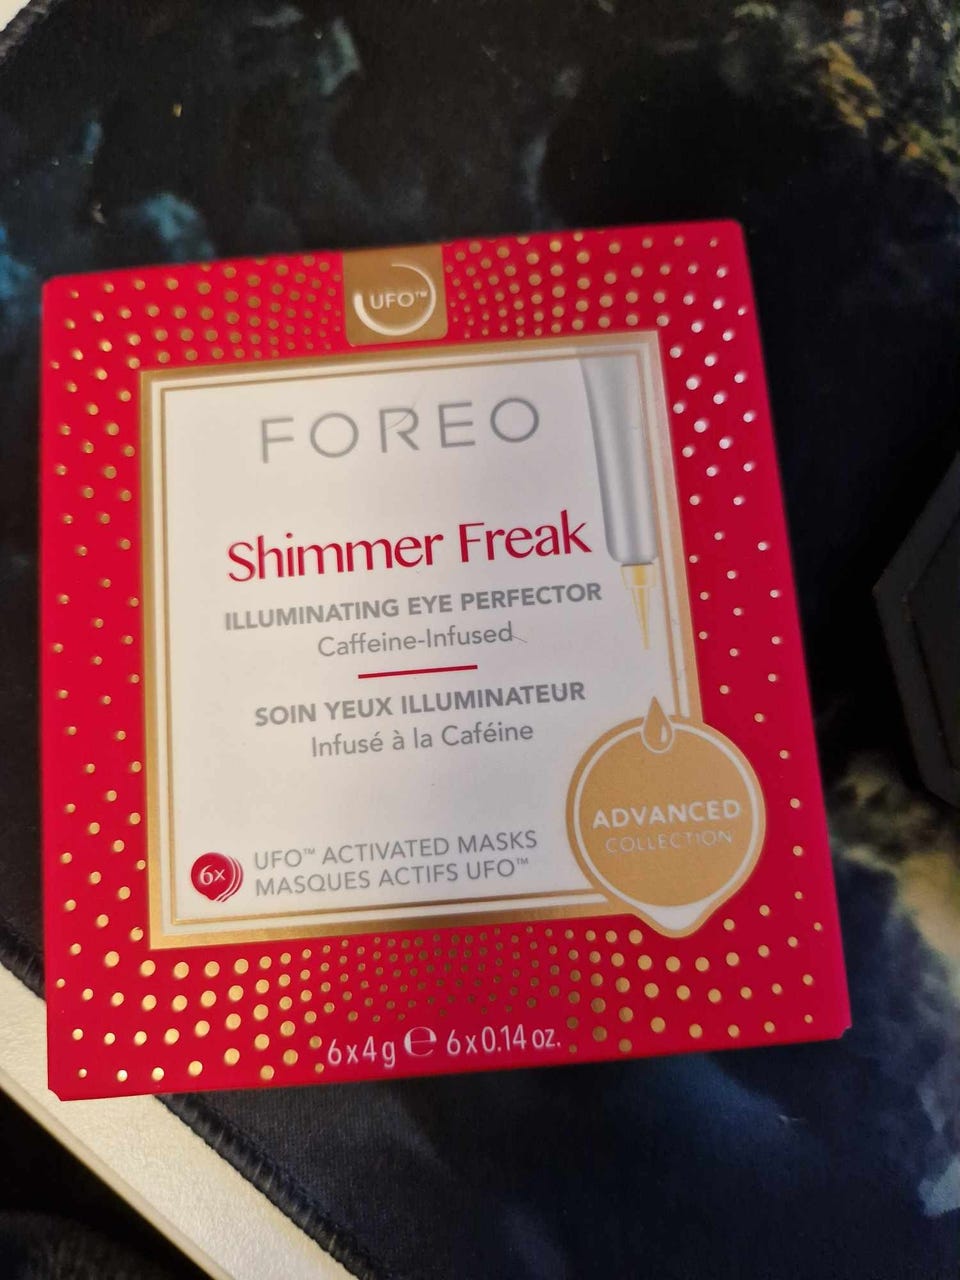 UFO™
FOREO
Shimmer Freak
ILLUMINATING EYE PERFECTOR
Caffeine-Infused
SOIN YEUX ILLUMINATEUR
Infusé à la Caféine
ADVANCED
COLLECTION
6x
UFO™ ACTIVATED MASKS
MASQUES ACTIFS UFO™
6x4g ℮ 6x0.14 oz.